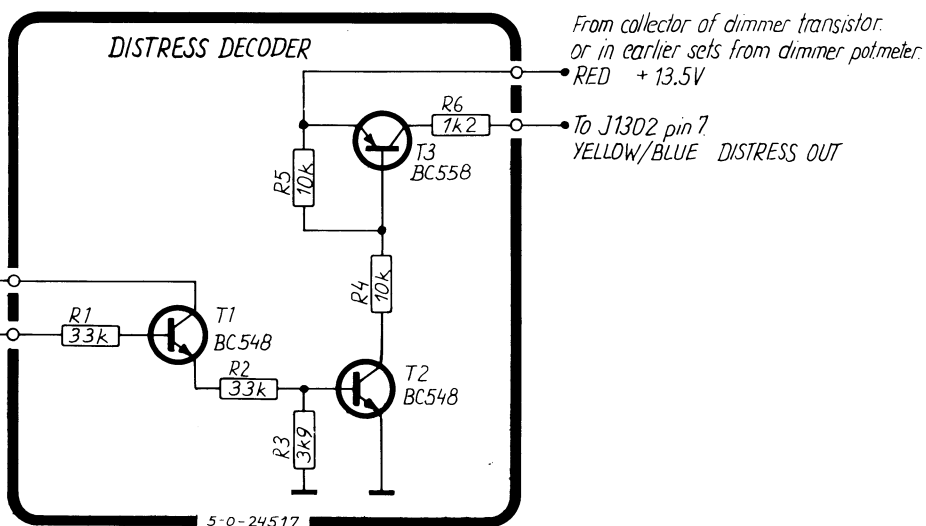 DISTRESS DECODER
From collector of dimmer transistor.
or in earlier sets from dimmer potmeter.
RED + 13.5V
R6
1k2
To J1302 pin 7.
YELLOW/BLUE DISTRESS OUT
T3
BC558
R5
10k
R4
10k
R1
33k
T1
BC548
R2
33k
T2
BC548
R3
3k9
5-0-24517